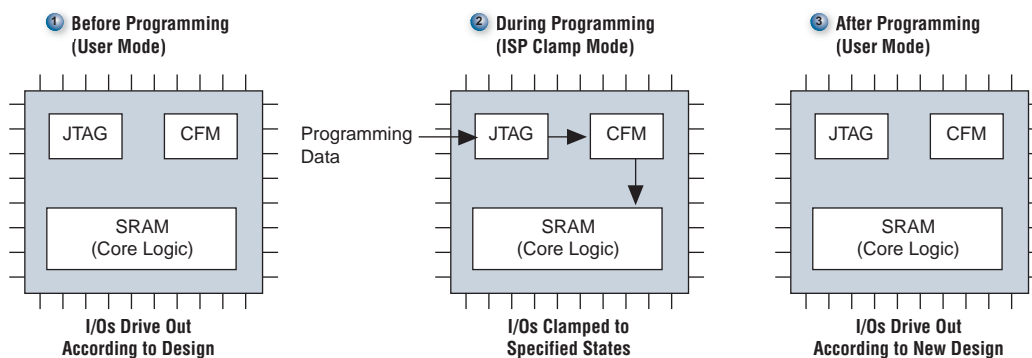 1 Before Programming
(User Mode)
JTAG
CFM
SRAM
(Core Logic)
I/Os Drive Out
According to Design
2 During Programming
(ISP Clamp Mode)
Programming
Data
JTAG
CFM
SRAM
(Core Logic)
I/Os Clamped to
Specified States
3 After Programming
(User Mode)
JTAG
CFM
SRAM
(Core Logic)
I/Os Drive Out
According to New Design